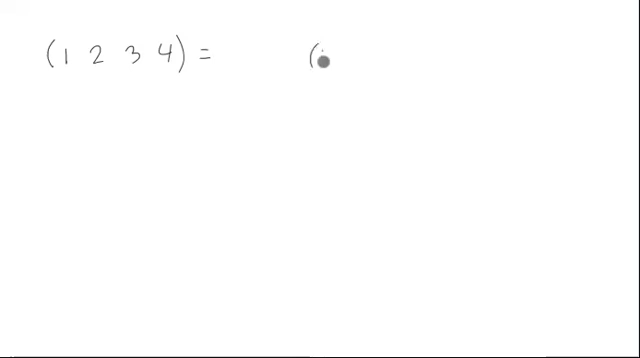 (1 2 3 4) = (